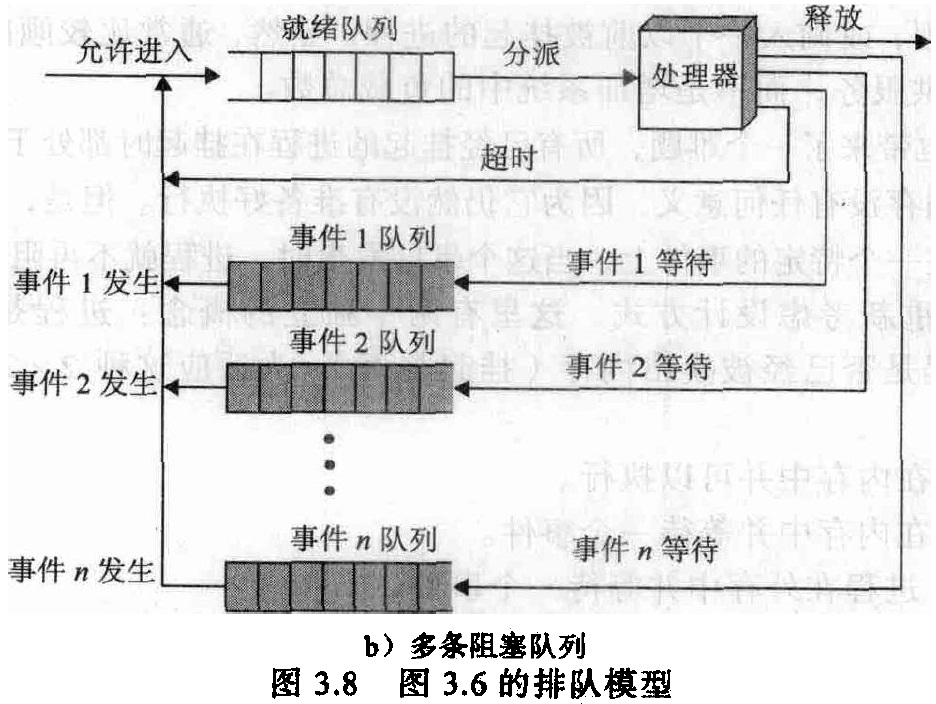 释放
就绪队列
允许进入
分派
处理器
超时
事件 1 队列
事件 1 发生
事件 1 等待
事件 2 队列
事件 2 发生
事件 2 等待
事件 n 队列
事件 n 发生
事件 n 等待
b）多条阻塞队列
图 3.8 图 3.6 的排队模型